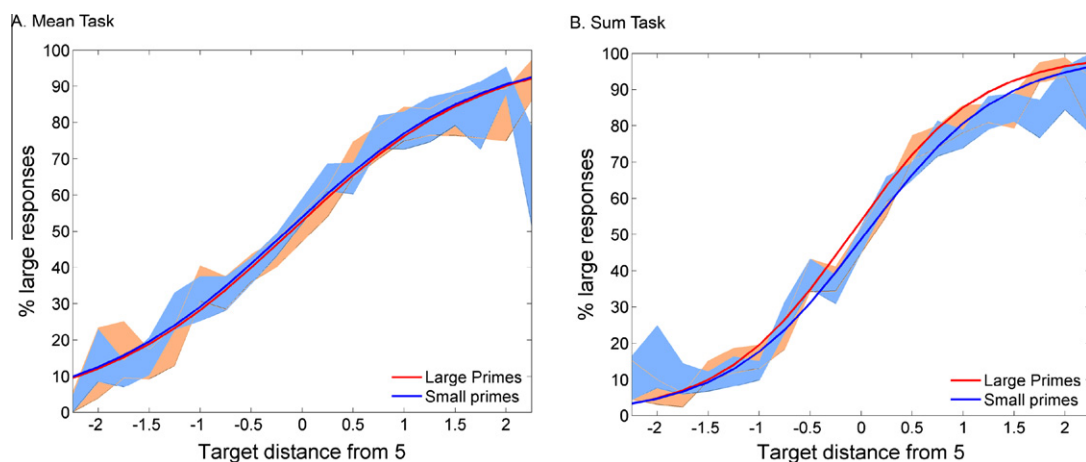 A. Mean Task
% large responses
100
90
80
70
60
50
40
30
20
10
0
-2 -1.5 -1 -0.5 0 0.5 1 1.5 2
Target distance from 5
Large Primes
Small primes
B. Sum Task
% large responses
100
90
80
70
60
50
40
30
20
10
0
-2 -1.5 -1 -0.5 0 0.5 1 1.5 2
Target distance from 5
Large Primes
Small primes